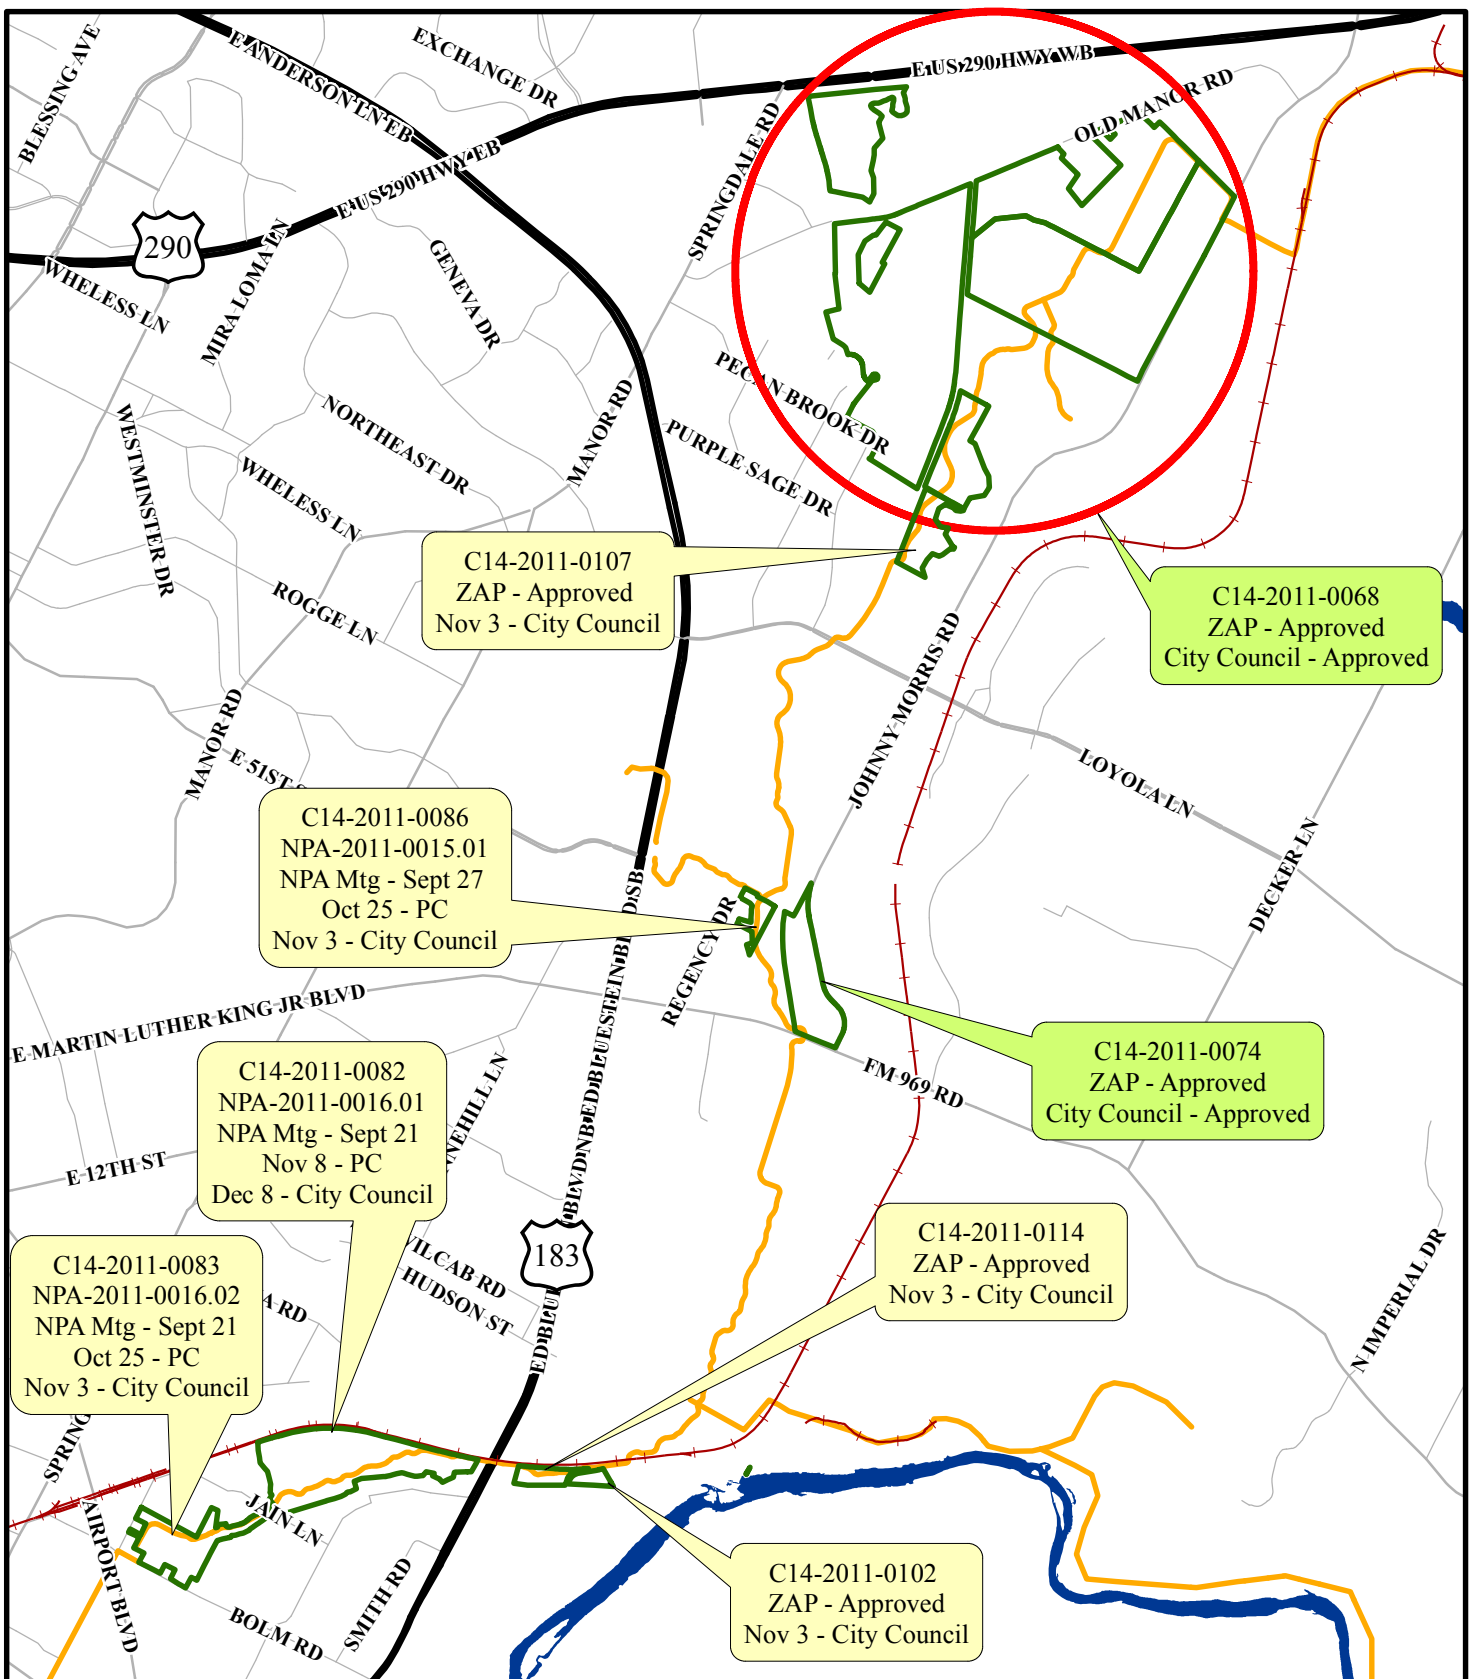 BLESSING AVE
E ANDERSON LN EB
EXCHANGE DR
E US 290 HWY WB
OLD MANOR RD
E US 290 HWY EB
SPRINGDALE RD
290
WHELESS LN
MIRA LOMA LN
GENEVA DR
PECAN BROOK DR
MANOR RD
NORTHEAST DR
PURPLE SAGE DR
WESTMINSTER DR
WHELESS LN
ROGGE LN
C14-2011-0107
ZAP - Approved
Nov 3 - City Council
C14-2011-0068
ZAP - Approved
City Council - Approved
JOHNNY MORRIS RD
MANOR RD
E 51ST S
LOYOLA LN
DECKER LN
C14-2011-0086
NPA-2011-0015.01
NPA Mtg - Sept 27
Oct 25 - PC
Nov 3 - City Council
REGENCY DR
E MARTIN LUTHER KING JR BLVD
C14-2011-0074
ZAP - Approved
City Council - Approved
FM 969 RD
C14-2011-0082
NPA-2011-0016.01
NPA Mtg - Sept 21
Nov 8 - PC
Dec 8 - City Council
NNEHILL LN
E 12TH ST
183
C14-2011-0114
ZAP - Approved
Nov 3 - City Council
C14-2011-0083
NPA-2011-0016.02
NPA Mtg - Sept 21
Oct 25 - PC
Nov 3 - City Council
A RD
VILCAB RD
HUDSON ST
ED BLUE
N IMPERIAL DR
SPRING
JAIN LN
AIRPORT BLVD
BOLM RD
SMITH RD
C14-2011-0102
ZAP - Approved
Nov 3 - City Council